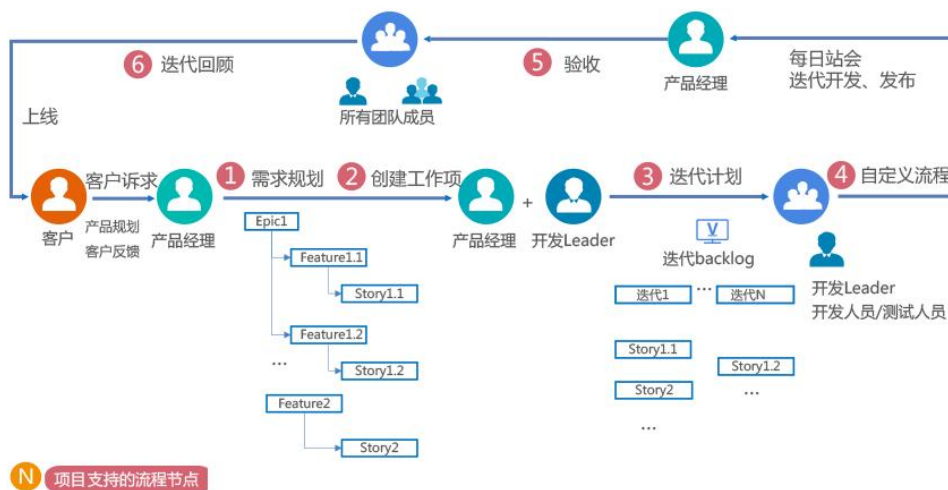 6 迭代回顾
所有团队成员
5 验收
产品经理
每日站会
迭代开发、发布
上线
客户
客户诉求
产品规划
客户反馈
产品经理
1 需求规划
2 创建工作项
产品经理
+
开发Leader
3 迭代计划
4 自定义流程
Epic1
Feature1.1
Story1.1
Feature1.2
...
Story1.2
Feature2
Story2
V
迭代backlog
迭代1
...
迭代N
Story1.1
Story2
...
Story1.2
...
开发Leader
开发人员/测试人员
N 项目支持的流程节点